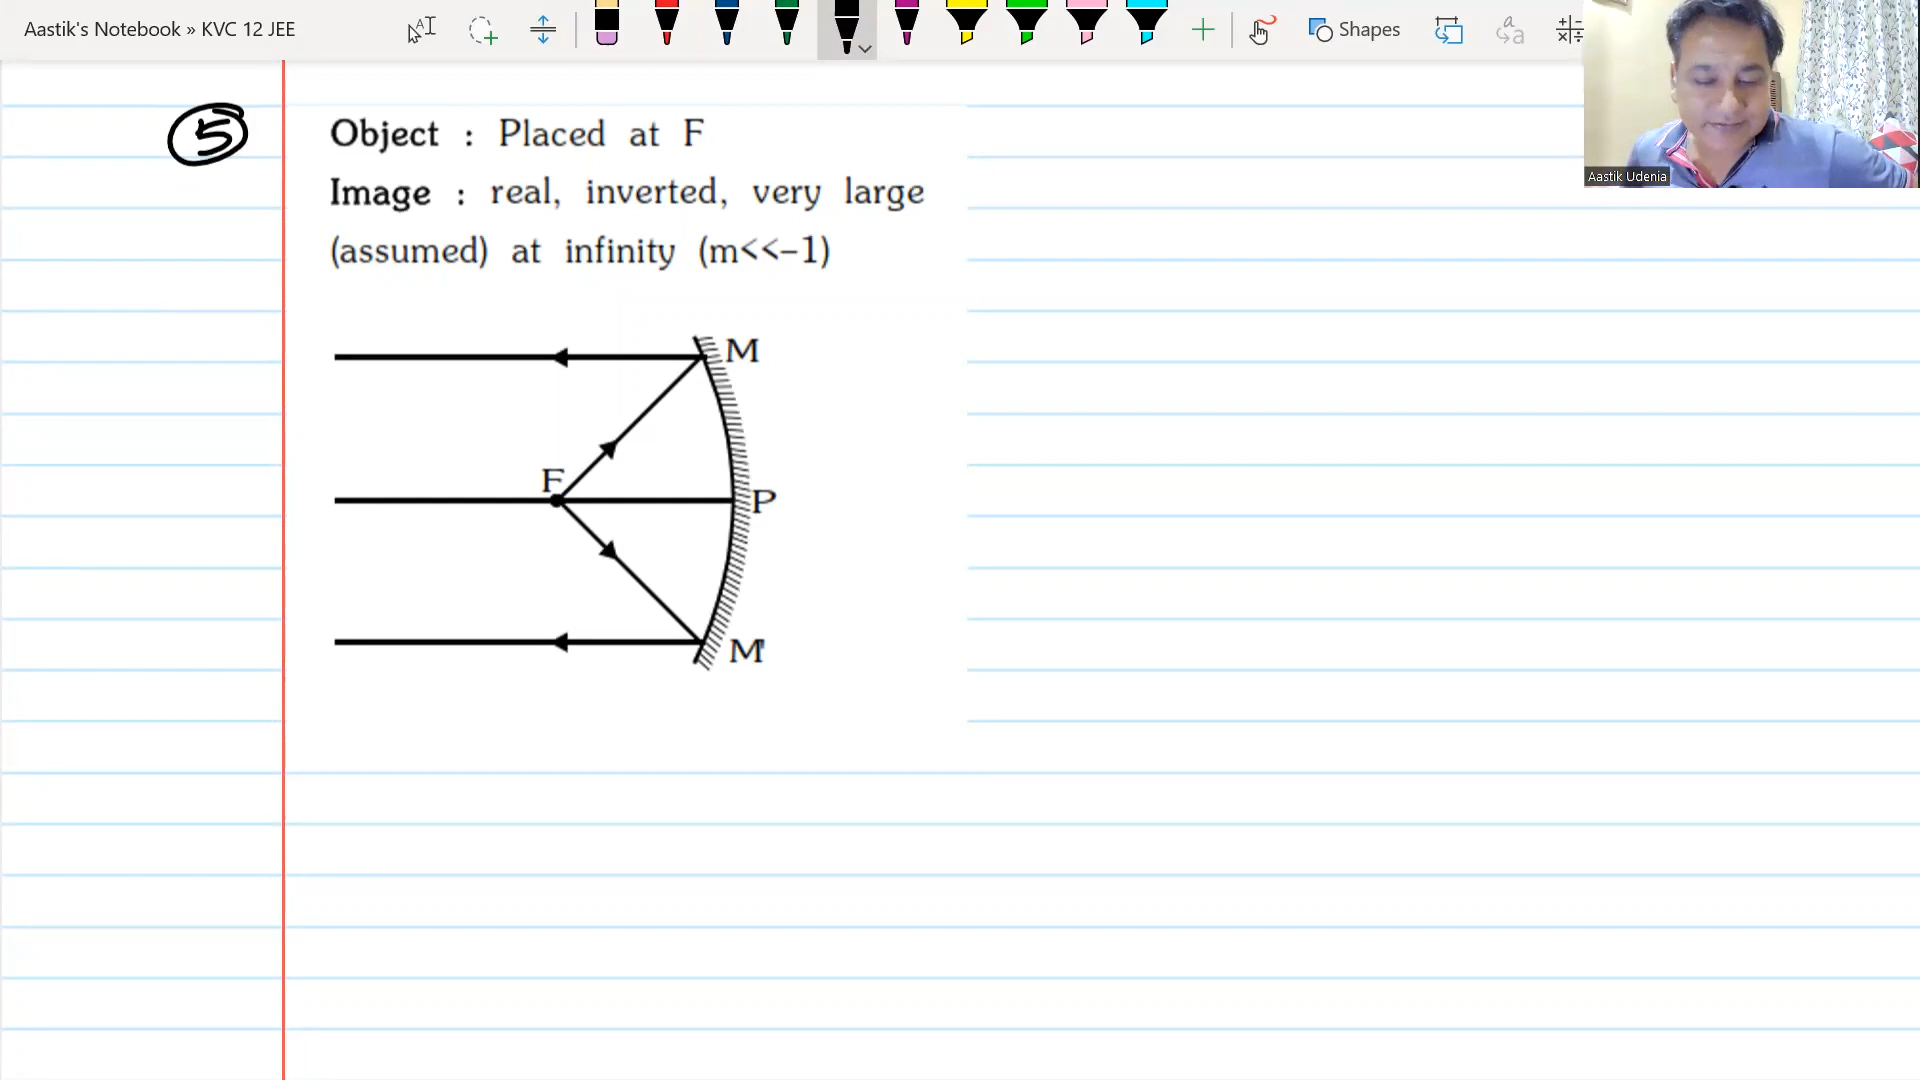 Aastik's Notebook » KVC 12 JEE
Shapes
Aastik Udenia
5
Object : Placed at F
Image : real, inverted, very large
(assumed) at infinity (m<<−1)
M
F
P
M'